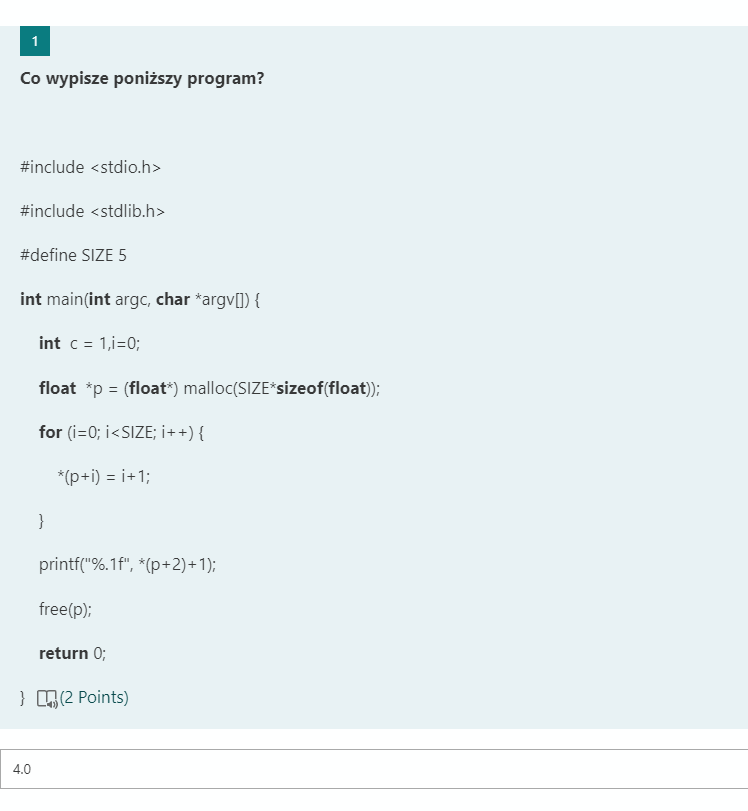 1
Co wypisze poniższy program?
#include <stdio.h>
#include <stdlib.h>
#define SIZE 5
int main(int argc, char *argv[]) {
int  c = 1,i=0;
float  *p = (float*) malloc(SIZE*sizeof(float));
for (i=0; i<SIZE; i++) {
*(p+i) = i+1;
}
printf("%.1f", *(p+2)+1);
free(p);
return 0;
} (2 Points)
4.0